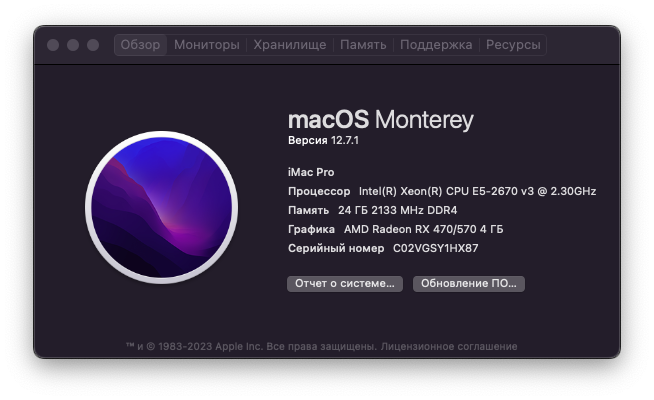 Обзор Мониторы Хранилище Память Поддержка Ресурсы
macOS Monterey
Версия 12.7.1
iMac Pro
Процессор Intel(R) Xeon(R) CPU E5-2670 v3 @ 2.30GHz
Память 24 ГБ 2133 MHz DDR4
Графика AMD Radeon RX 470/570 4 ГБ
Серийный номер C02VGSY1HX87
Отчет о системе... Обновление ПО...
™ и © 1983-2023 Apple Inc. Все права защищены. Лицензионное соглашение